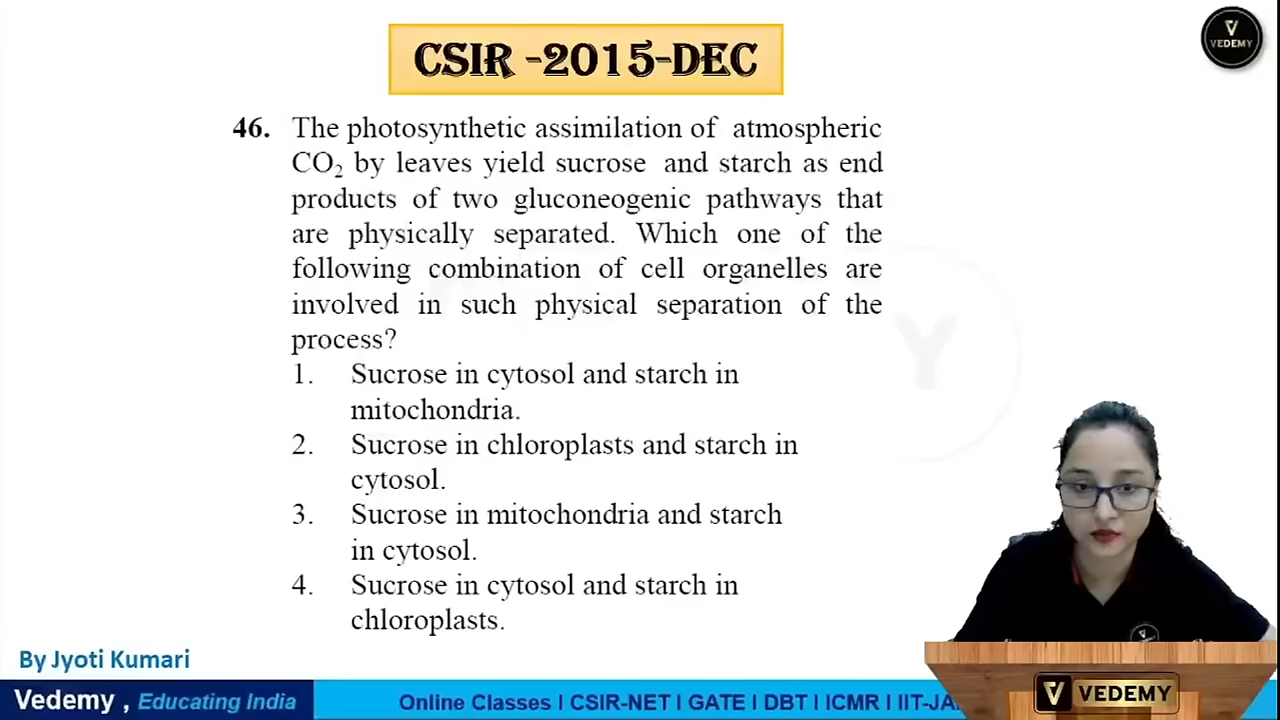 CSIR -2015-DEC
V
VEDEMY
46. The photosynthetic assimilation of atmospheric
CO₂ by leaves yield sucrose and starch as end
products of two gluconeogenic pathways that
are physically separated. Which one of the
following combination of cell organelles are
involved in such physical separation of the
process?
1. Sucrose in cytosol and starch in
mitochondria.
2. Sucrose in chloroplasts and starch in
cytosol.
3. Sucrose in mitochondria and starch
in cytosol.
4. Sucrose in cytosol and starch in
chloroplasts.
By Jyoti Kumari
Vedemy , Educating India
Online Classes I CSIR-NET I GATE I DBT I ICMR I IIT-JA
V VEDEMY